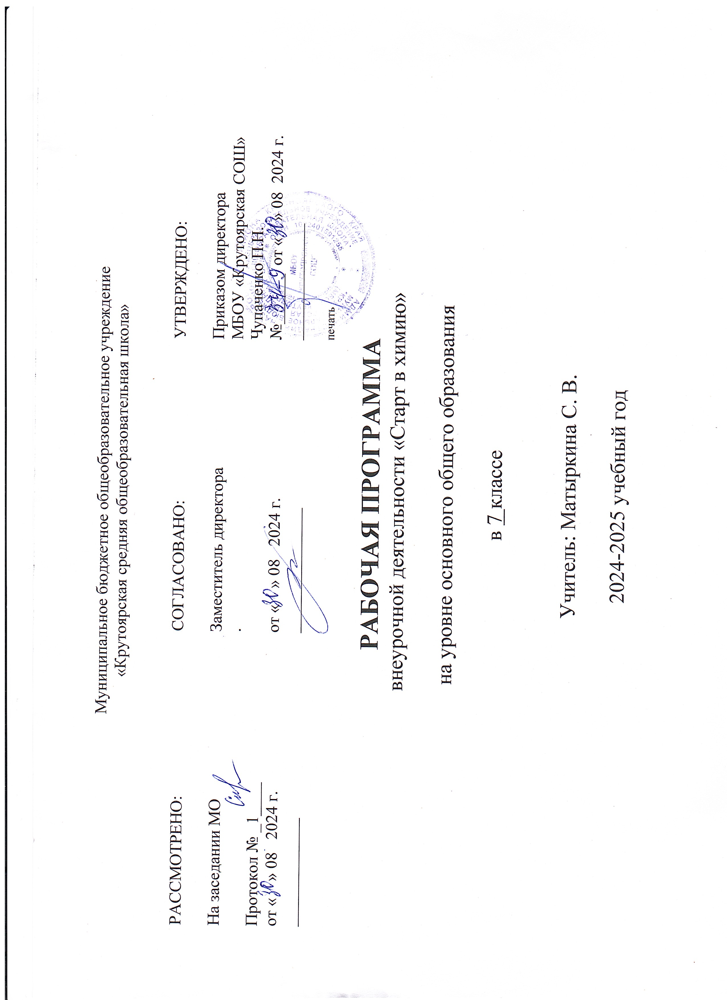 Муниципальное бюджетное общеобразовательное учреждение
«Крутоярская средняя общеобразовательная школа»
РАССМОТРЕНО:
На заседании МО
Протокол № _1
от «30» 08 2024 г.
СОГЛАСОВАНО:
Заместитель директора
.
от «30» 08 2024 г.
УТВЕРЖДЕНО:
Приказом директора
МБОУ «Крутоярская СОШ»
Чупаченко П.Н.
№ от «30» 08 2024 г.
печать
МБОУ
СОШ"
РАБОЧАЯ ПРОГРАММА
внеурочной деятельности «Старт в химию»
на уровне основного общего образования
в 7 классе
Учитель: Матыркина С. В.
2024-2025 учебный год